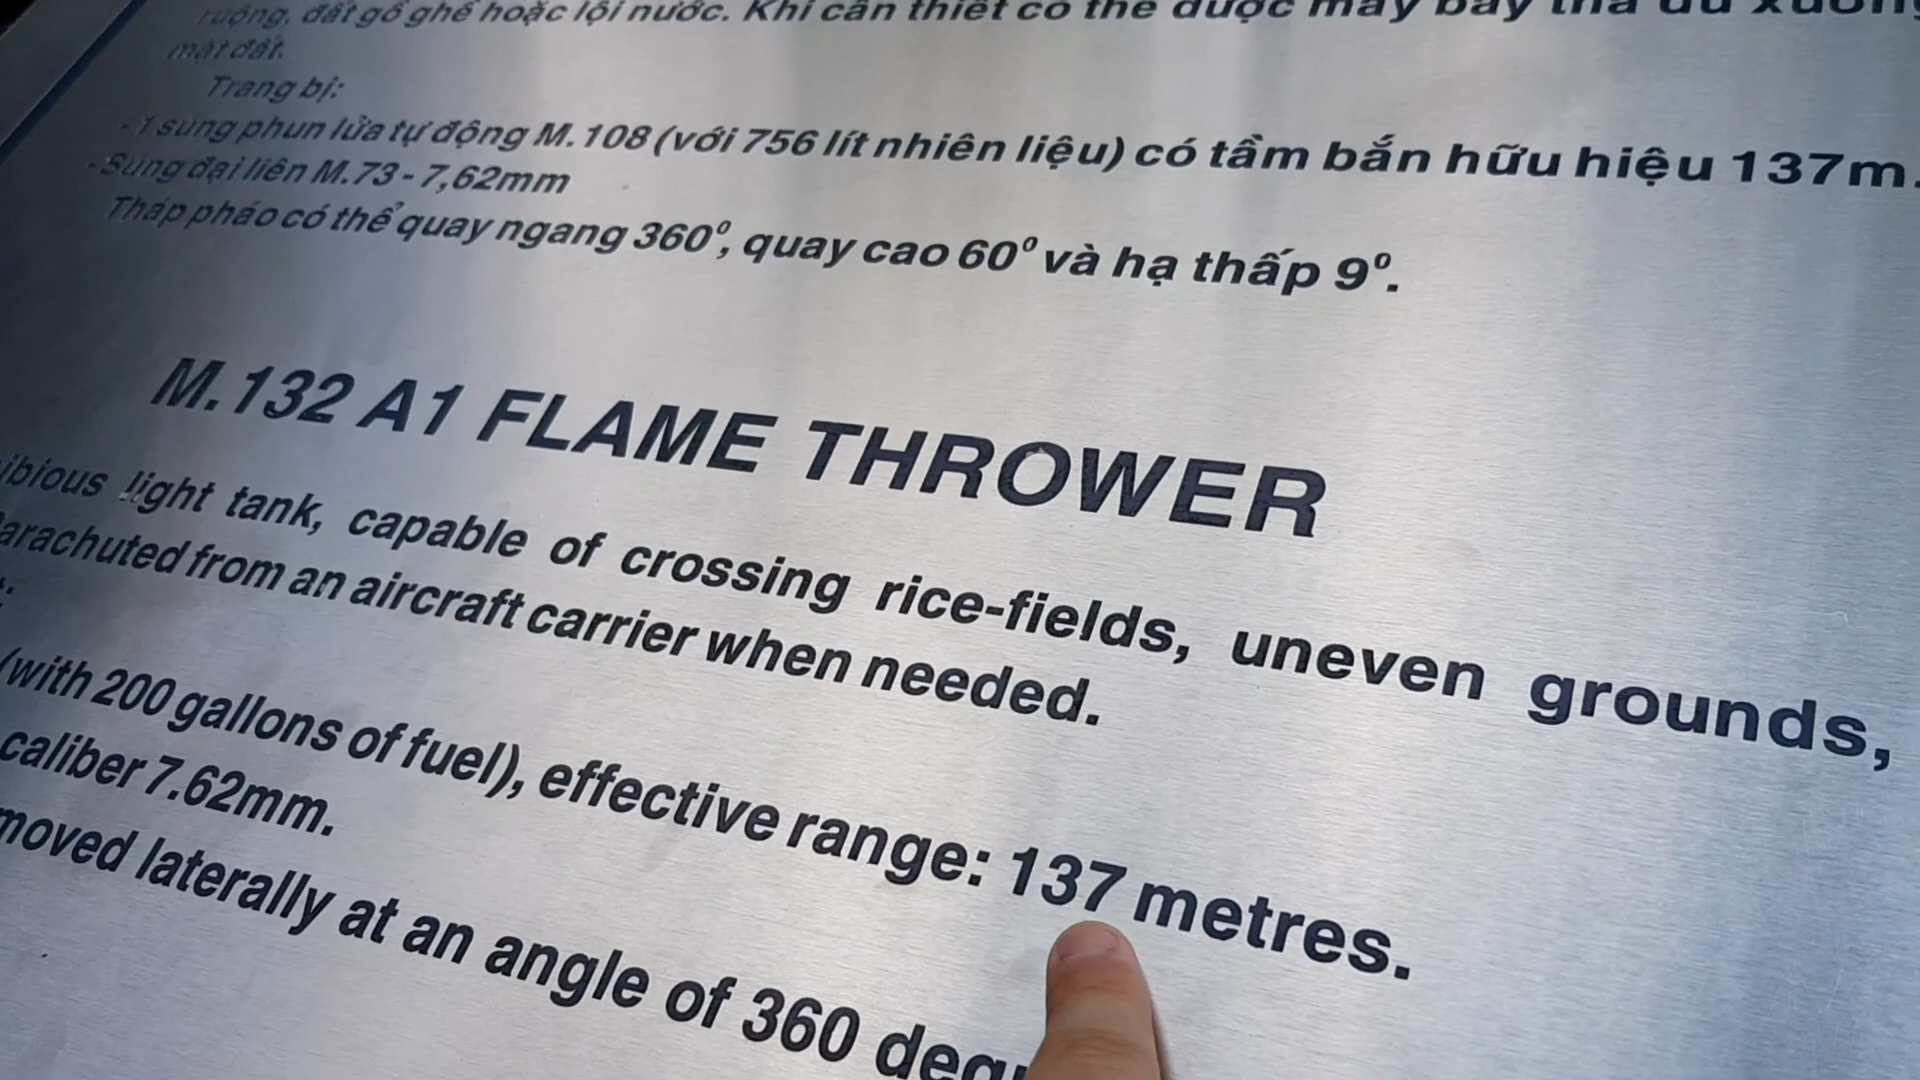 ruộng, đất gồ ghề hoặc lội nước. Khi cần thiết có thể được máy bay thả dù xuống
mặt đất.
Trang bị:
- 1 súng phun lửa tự động M.108 (với 756 lít nhiên liệu) có tầm bắn hữu hiệu 137m.
- Súng đại liên M.73 - 7,62mm
Tháp pháo có thể quay ngang 360º, quay cao 60º và hạ thấp 9º.
M.132 A1 FLAME THROWER
ibious light tank, capable of crossing rice-fields, uneven grounds,
arachuted from an aircraft carrier when needed.
(with 200 gallons of fuel), effective range: 137 metres.
caliber 7.62mm.
moved laterally at an angle of 360 deg